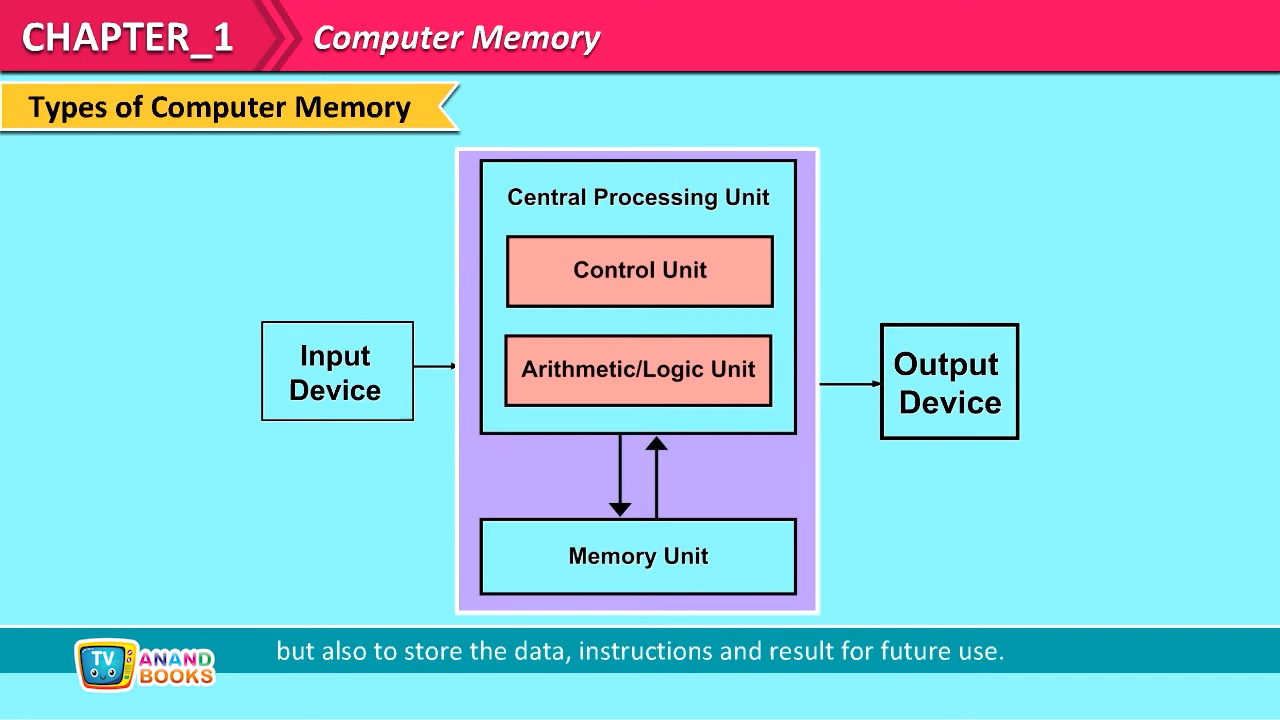 CHAPTER_1
Computer Memory
Types of Computer Memory
Central Processing Unit
Control Unit
Arithmetic/Logic Unit
Input
Device
Output
Device
Memory Unit
but also to store the data, instructions and result for future use.
TV
ANAND
BOOKS